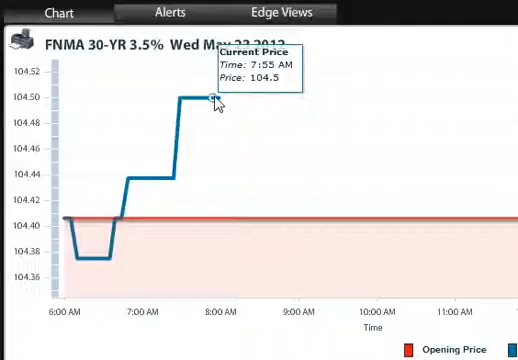 Chart Alerts Edge Views
FNMA 30-YR 3.5% Wed May 23 2012
Current Price
Time: 7:55 AM
Price: 104.5
104.52
104.50
104.48
104.46
104.44
104.42
104.40
104.38
104.36
6:00 AM 7:00 AM 8:00 AM 9:00 AM 10:00 AM 11:00 AM
Time
Opening Price